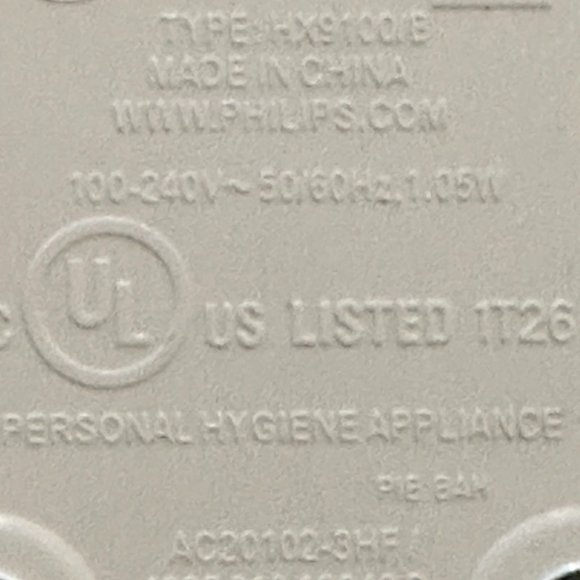 TYPE: HX9100/B
MADE IN CHINA
WWW.PHILIPS.COM
100-240V~ 50/60Hz,1.05W
C UL US LISTED 1T26
PERSONAL HYGIENE APPLIANCE
AC20102-3HF